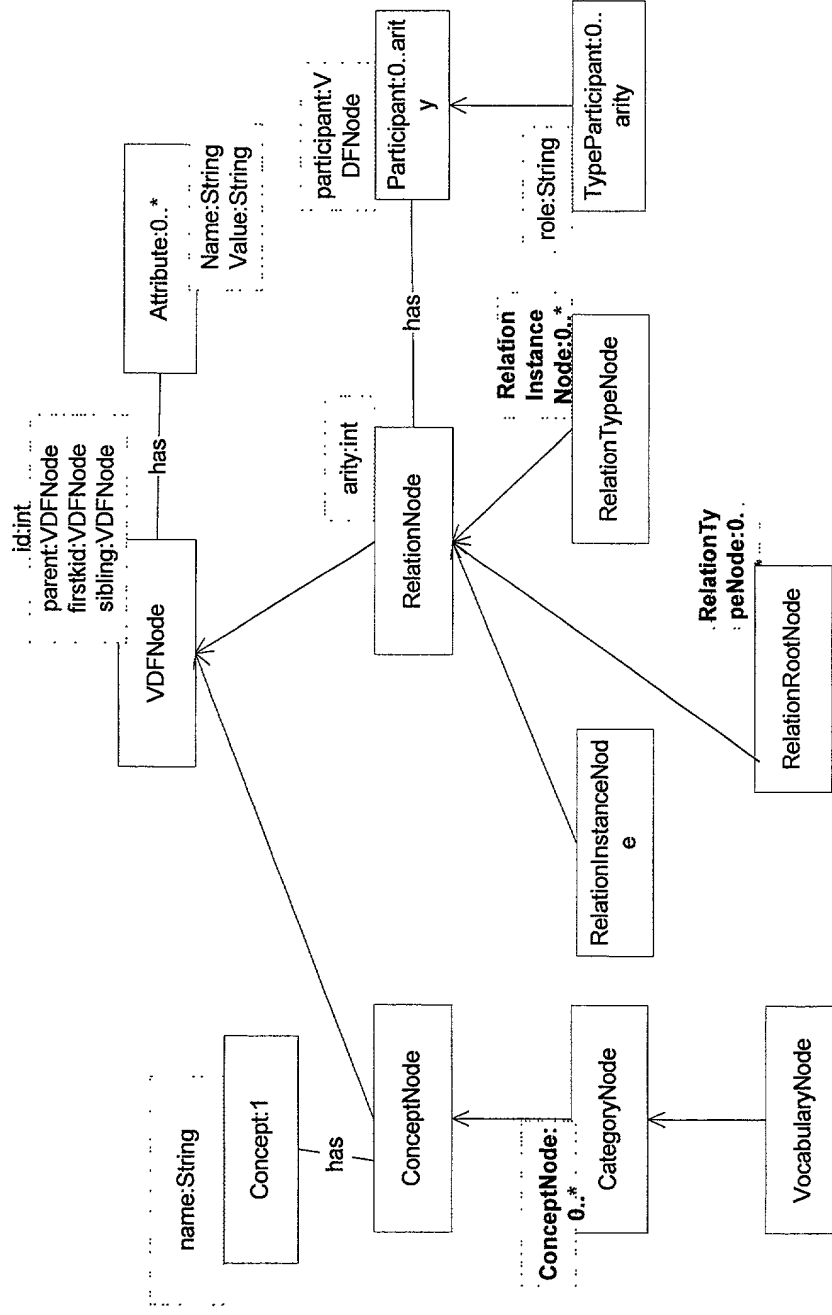 id:int
parent:VDFNode
firstkid:VDFNode
sibling:VDFNode
VDFNode
has
Attribute:0..*
Name:String
Value:String
name:String
Concept:1
has
ConceptNode
ConceptNode:
0..*
CategoryNode
VocabularyNode
arity:int
RelationNode
has
participant:V
DFNode
Participant:0..arit
y
role:String
TypeParticipant:0..
arity
RelationInstanceNod
e
Relation
Instance
Node:0..*
RelationTypeNode
RelationTy
peNode:0..
*
RelationRootNode